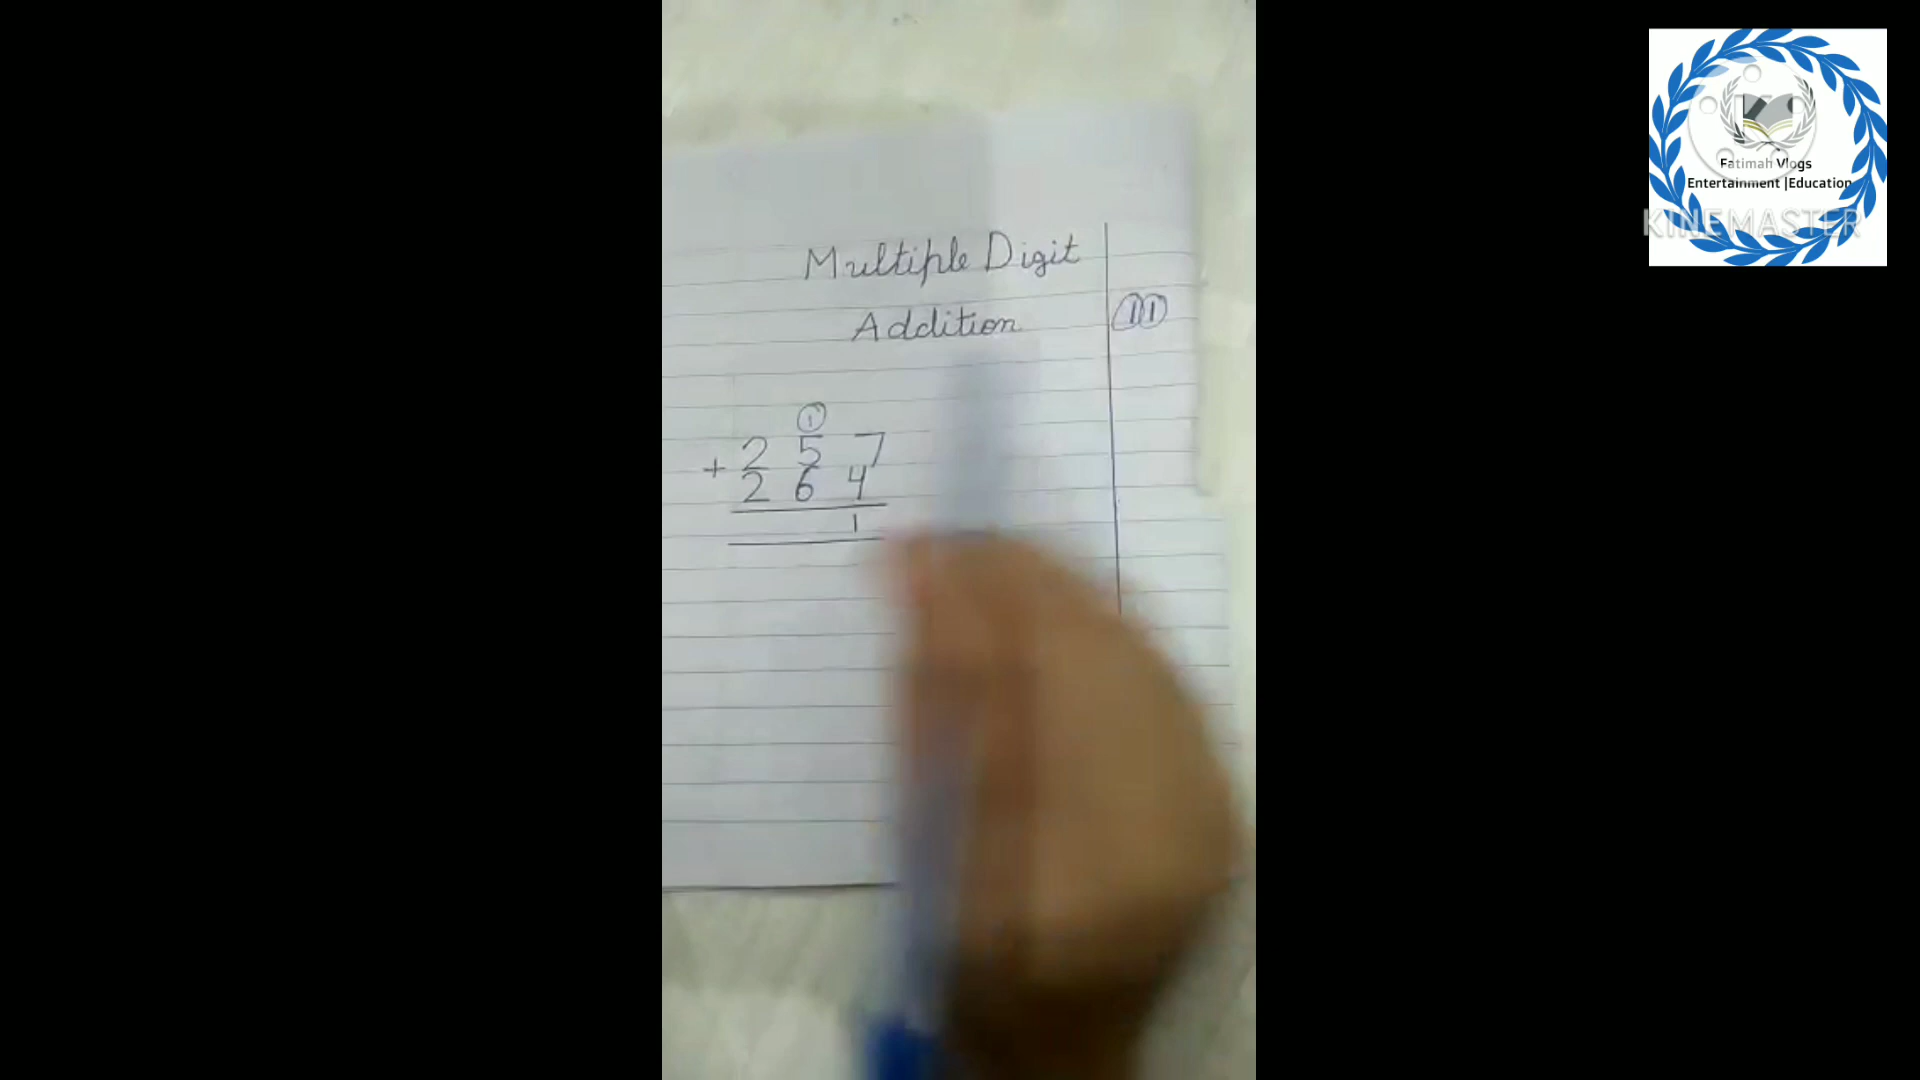 Multiple Digit
Addition
11
1
2 5 7
+ 2 6 4
1
Fatimah Vlogs
Entertainment |Education
KINEMASTER